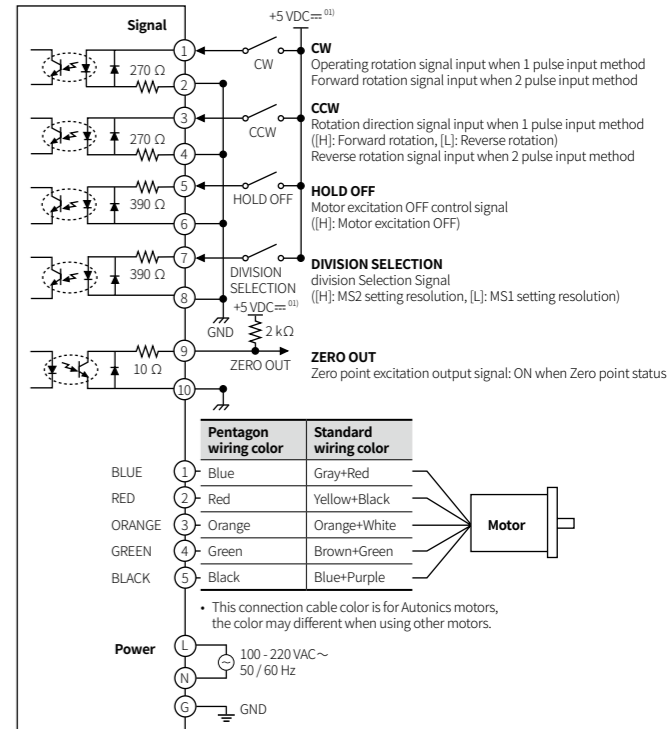 +5 VDC⎓ 01)
Signal
1
CW
CW
Operating rotation signal input when 1 pulse input method
Forward rotation signal input when 2 pulse input method
270 Ω
2
3
CCW
CCW
Rotation direction signal input when 1 pulse input method
([H]: Forward rotation, [L]: Reverse rotation)
Reverse rotation signal input when 2 pulse input method
270 Ω
4
5
HOLD OFF
390 Ω
HOLD OFF
Motor excitation OFF control signal
([H]: Motor excitation OFF)
6
7
390 Ω
DIVISION
SELECTION
DIVISION SELECTION
division Selection Signal
([H]: MS2 setting resolution, [L]: MS1 setting resolution)
8
+5 VDC⎓ 01)
GND
2 kΩ
9
10 Ω
ZERO OUT
ZERO OUT
Zero point excitation output signal: ON when Zero point status
10
Pentagon wiring color
Standard wiring color
BLUE 1 Blue Gray+Red
RED 2 Red Yellow+Black
ORANGE 3 Orange Orange+White
GREEN 4 Green Brown+Green
BLACK 5 Black Blue+Purple
Motor
• This connection cable color is for Autonics motors,
the color may different when using other motors.
Power
L
100 - 220 VAC～
50 / 60 Hz
N
G
GND